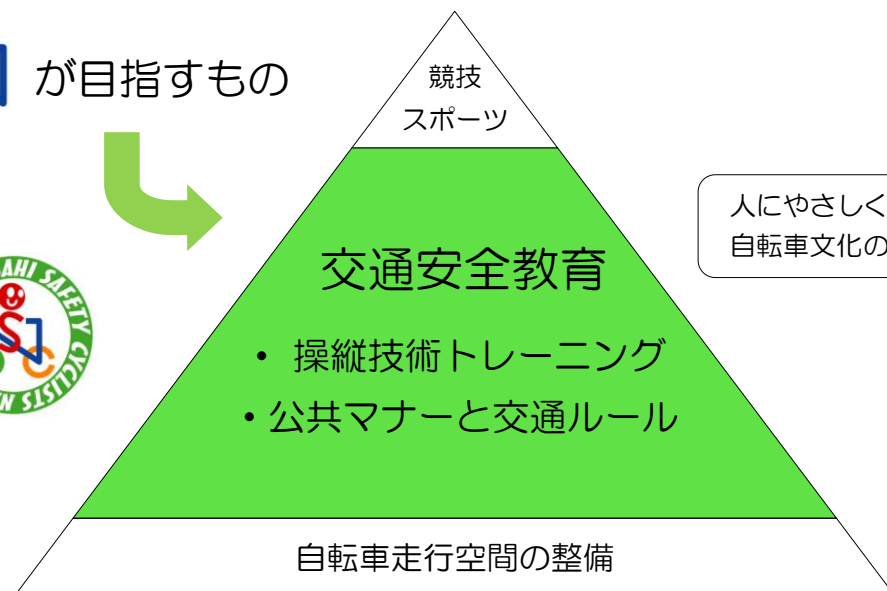 が目指すもの
競技
スポーツ
人にやさしく
自転車文化の
交通安全教育
• 操縦技術トレーニング
•公共マナーと交通ルール
自転車走行空間の整備
AHI SAFETY CYCLISTS